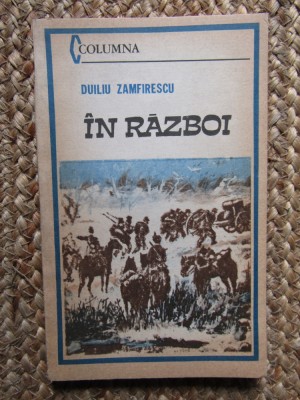 COLUMNA
DUILIU ZAMFIRESCU
ÎN RĂZBOI